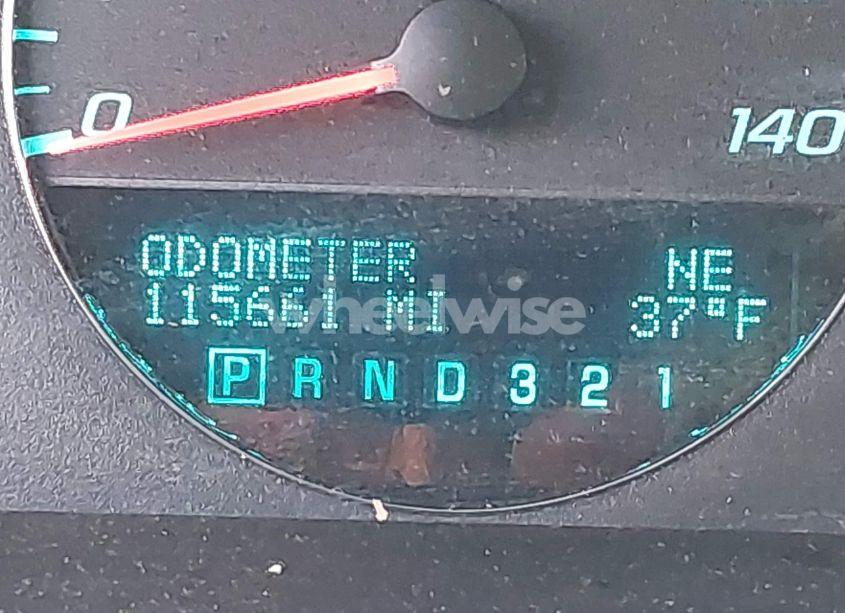 0
140
ODOMETER NE
115661 MI 37°F
P R N D 3 2 1
wheelwise